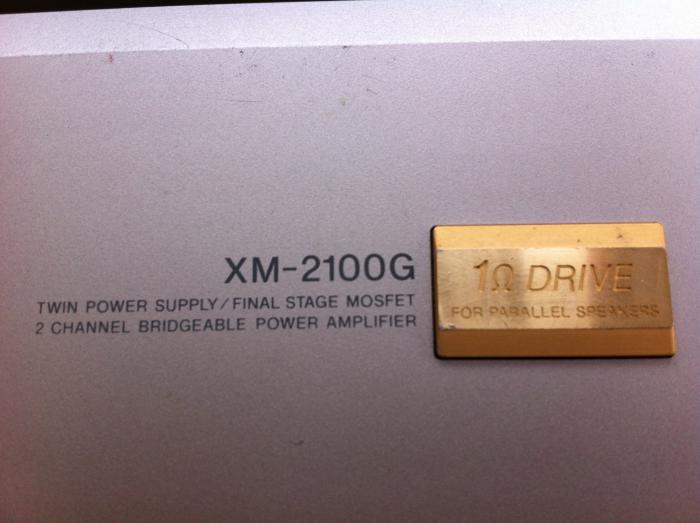 XM-2100G
TWIN POWER SUPPLY/FINAL STAGE MOSFET
2 CHANNEL BRIDGEABLE POWER AMPLIFIER
1Ω DRIVE
FOR PARALLEL SPEAKERS